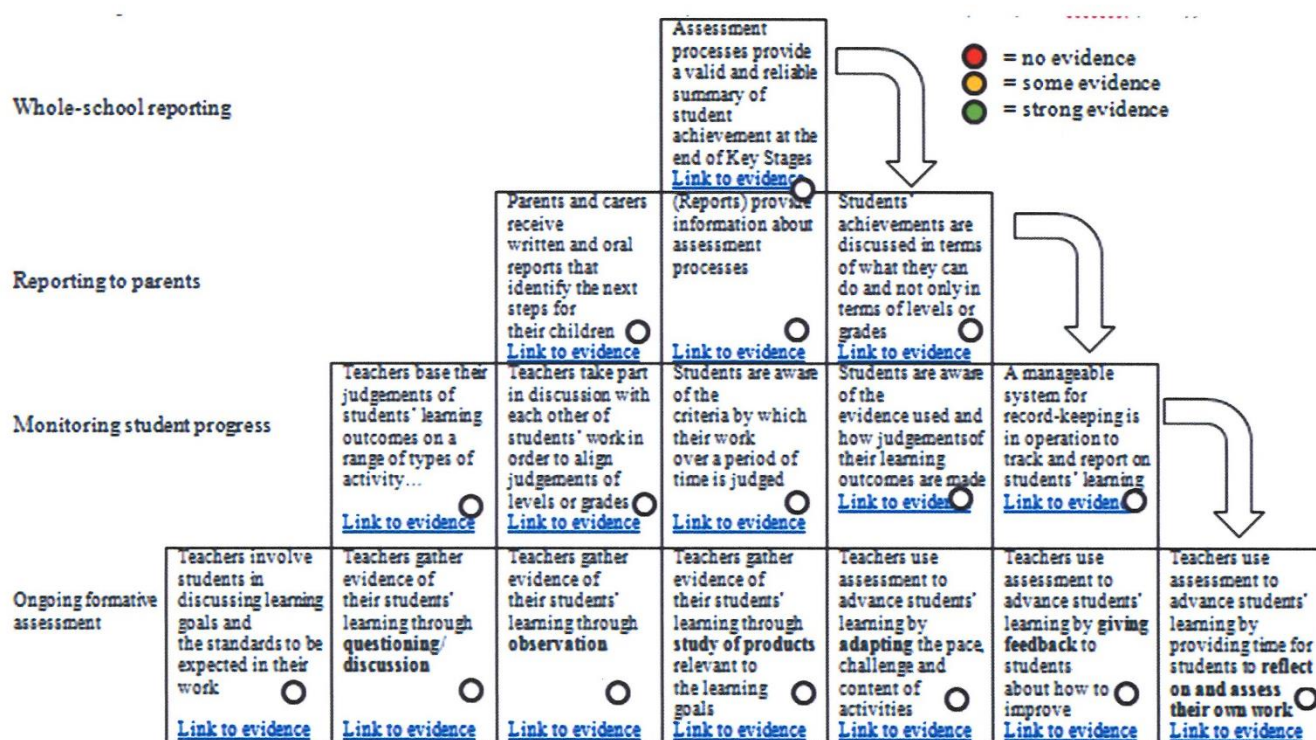 Assessment
processes provide
a valid and reliable
summary of
student
achievement at the
end of Key Stages
Link to evidence
= no evidence
= some evidence
= strong evidence
Whole-school reporting
Reporting to parents
Parents and carers
receive
written and oral
reports that
identify the next
steps for
their children
Link to evidence
(Reports) provide
information about
assessment
processes
Link to evidence
Students'
achievements are
discussed in terms
of what they can
do and not only in
terms of levels or
grades
Link to evidence
Monitoring student progress
Teachers base their
judgements of
students' learning
outcomes on a
range of types of
activity…
Link to evidence
Teachers take part
in discussion with
each other of
students' work in
order to align
judgements of
levels or grades
Link to evidence
Students are aware
of the
criteria by which
their work
over a period of
time is judged
Link to evidence
Students are aware
of the
evidence used and
how judgements of
their learning
outcomes are made
Link to evidence
A manageable
system for
record-keeping is
in operation to
track and report on
students' learning
Link to evidence
Ongoing formative
assessment
Teachers involve
students in
discussing learning
goals and
the standards to be
expected in their
work
Link to evidence
Teachers gather
evidence of
their students'
learning through
questioning/
discussion
Link to evidence
Teachers gather
evidence of
their students'
learning through
observation
Link to evidence
Teachers gather
evidence of
their students'
learning through
study of products
relevant to
the learning
goals
Link to evidence
Teachers use
assessment to
advance students'
learning by
adapting the pace,
challenge and
content of
activities
Link to evidence
Teachers use
assessment to
advance students'
learning by giving
feedback to
students
about how to
improve
Link to evidence
Teachers use
assessment to
advance students'
learning by
providing time for
students to reflect
on and assess
their own work
Link to evidence